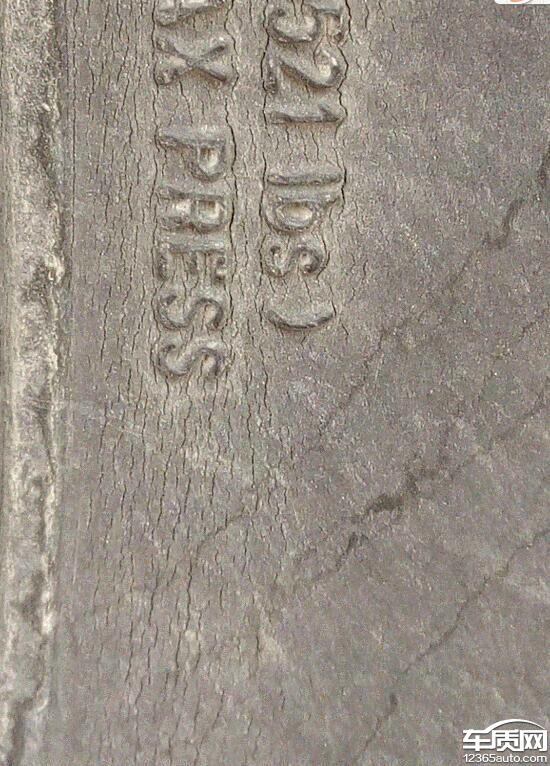 521 lbs)
AX PRESS
车质网
12365auto.com